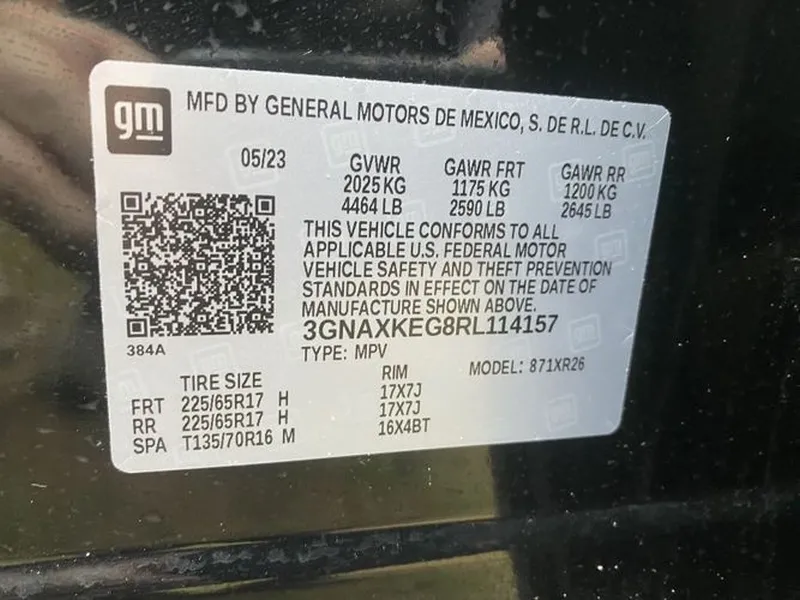 gm MFD BY GENERAL MOTORS DE MEXICO, S. DE R.L. DE C.V.
05/23 GVWR GAWR FRT GAWR RR
2025 KG 1175 KG 1200 KG
4464 LB 2590 LB 2645 LB
THIS VEHICLE CONFORMS TO ALL
APPLICABLE U.S. FEDERAL MOTOR
VEHICLE SAFETY AND THEFT PREVENTION
STANDARDS IN EFFECT ON THE DATE OF
MANUFACTURE SHOWN ABOVE.
3GNAXKEG8RL114157
384A TYPE: MPV MODEL: 871XR26
TIRE SIZE RIM
FRT 225/65R17 H 17X7J
RR 225/65R17 H 17X7J
SPA T135/70R16 M 16X4BT